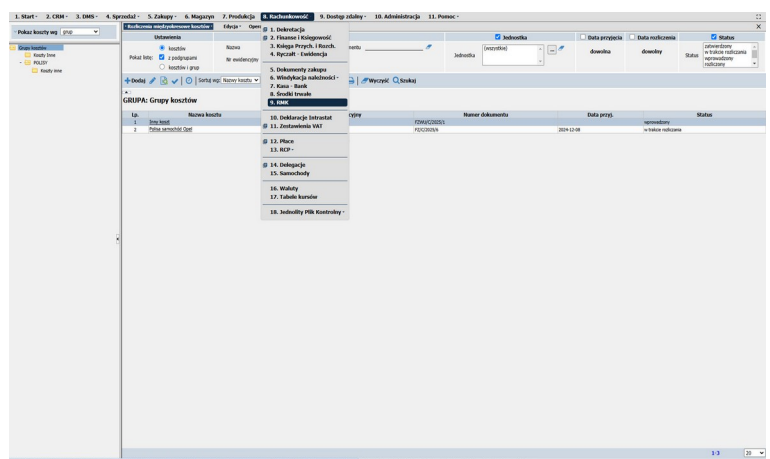 1. Start - 2. CRM - 3. DMS - 4. Sprzedaż - 5. Zakupy - 6. Magazyn 7. Produkcja 8. Rachunkowość 9. Dostęp zdalny - 10. Administracja 11. Pomoc -
Pokaż koszty wg grup
Grupy kosztów
Koszty Inne
POLISY
Koszty inne
Rozliczenia międzyokresowe kosztów
Edycja -
Ustawienia
Pokaż listę:
kosztów
z podgrupami
kosztów i grup
Nazwa
Nr ewidencyjny
Jednostka
Jednostka
(wszystkie)
Data przyjęcia
dowolna
Data rozliczenia
dowolny
Status
Status
zatwierdzony
w trakcie rozliczania
wprowadzony
rozliczony
Dodaj
Sortuj wg: Nazwy kosztu
Wyczyść
Szukaj
1. Dekretacja
2. Finanse i Księgowość
3. Księga Przych. i Rozch.
4. Ryczałt - Ewidencja
5. Dokumenty zakupu
6. Windykacja należności -
7. Kasa - Bank
8. Środki trwałe
9. RMK
10. Deklaracje Intrastat
11. Zestawienia VAT
12. Płace
13. RCP -
14. Delegacje
15. Samochody
16. Waluty
17. Tabele kursów
18. Jednolity Plik Kontrolny -
GRUPA: Grupy kosztów
Lp. Nazwa kosztu Numer dokumentu Data przyj. Status
1 Inny koszt FZWU/C/2025/1 wprowadzony
2 Polisa samochód Opel FZ/C/2025/6 2024-12-08 w trakcie rozliczania
1-3 20